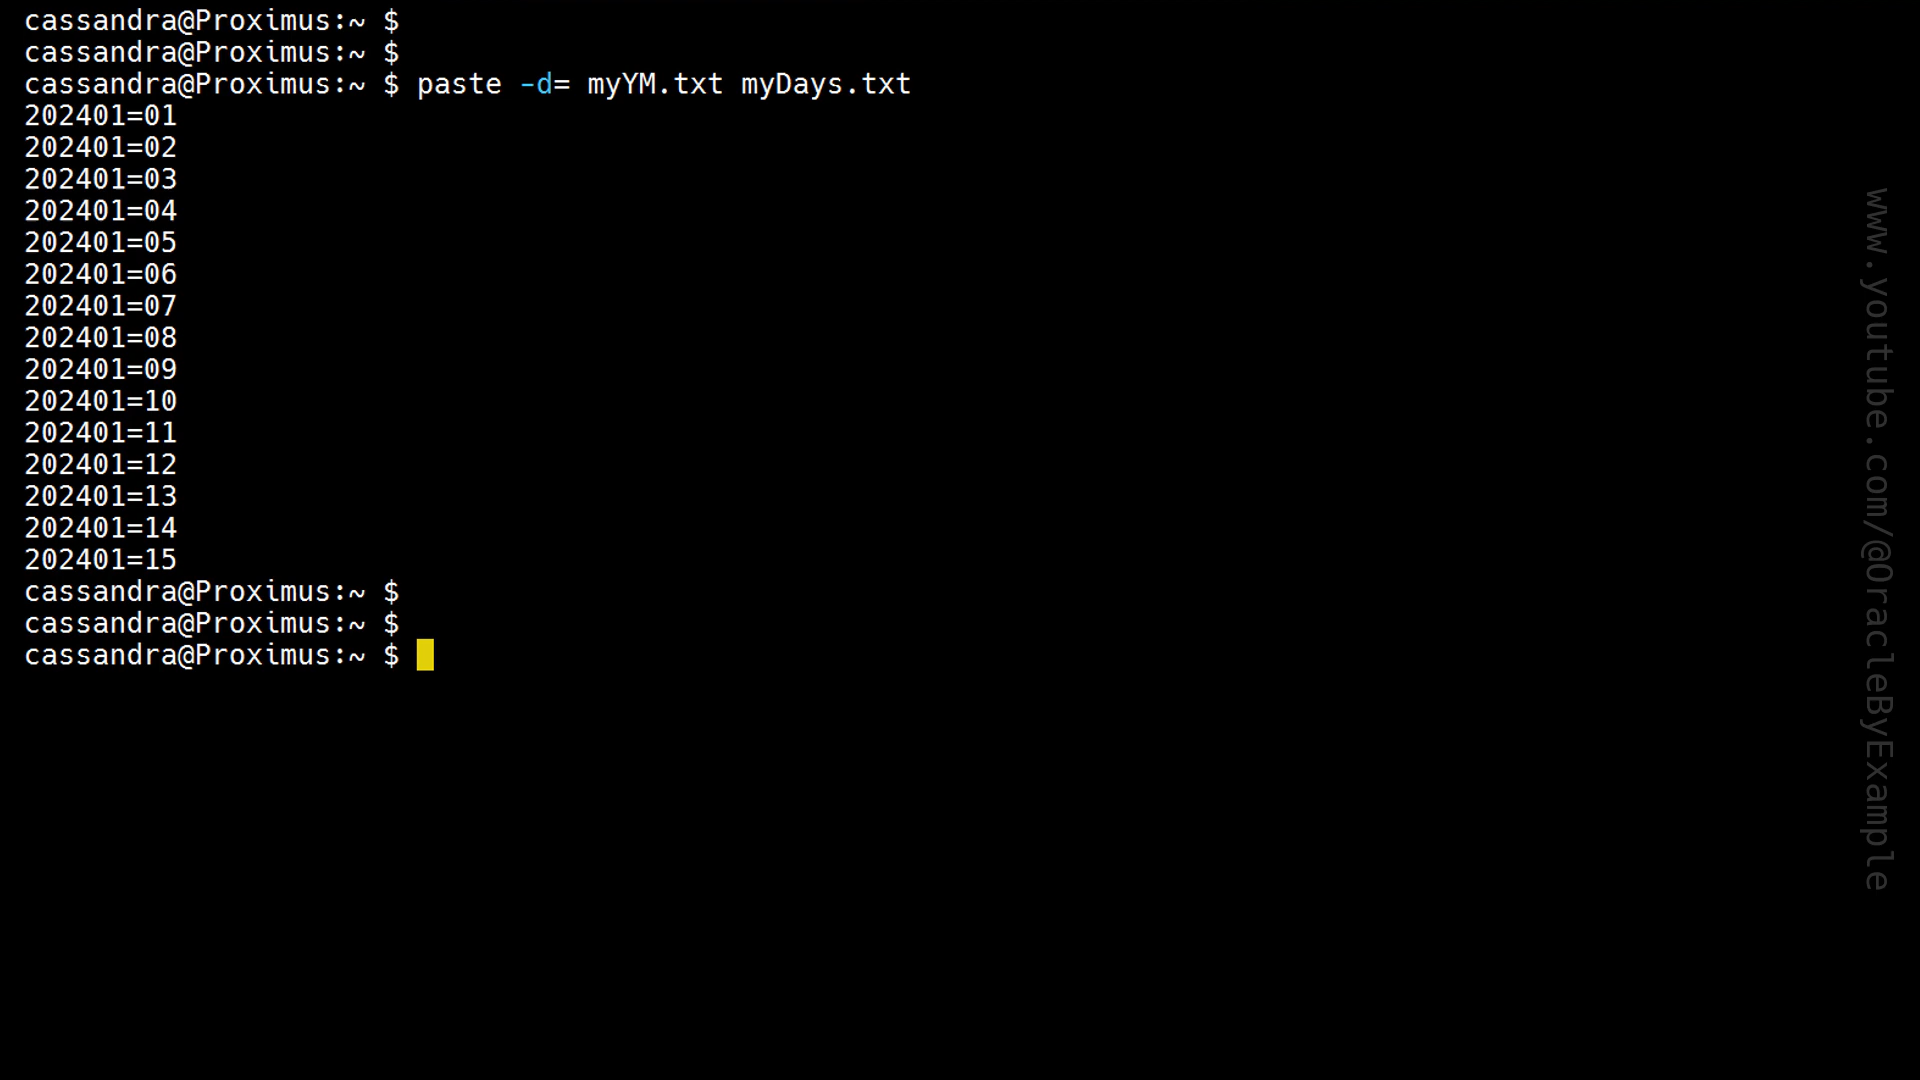 cassandra@Proximus:~ $
cassandra@Proximus:~ $
cassandra@Proximus:~ $ paste -d= myYM.txt myDays.txt
202401=01
202401=02
202401=03
202401=04
202401=05
202401=06
202401=07
202401=08
202401=09
202401=10
202401=11
202401=12
202401=13
202401=14
202401=15
cassandra@Proximus:~ $
cassandra@Proximus:~ $
cassandra@Proximus:~ $
www.youtube.com/@OracleByExample